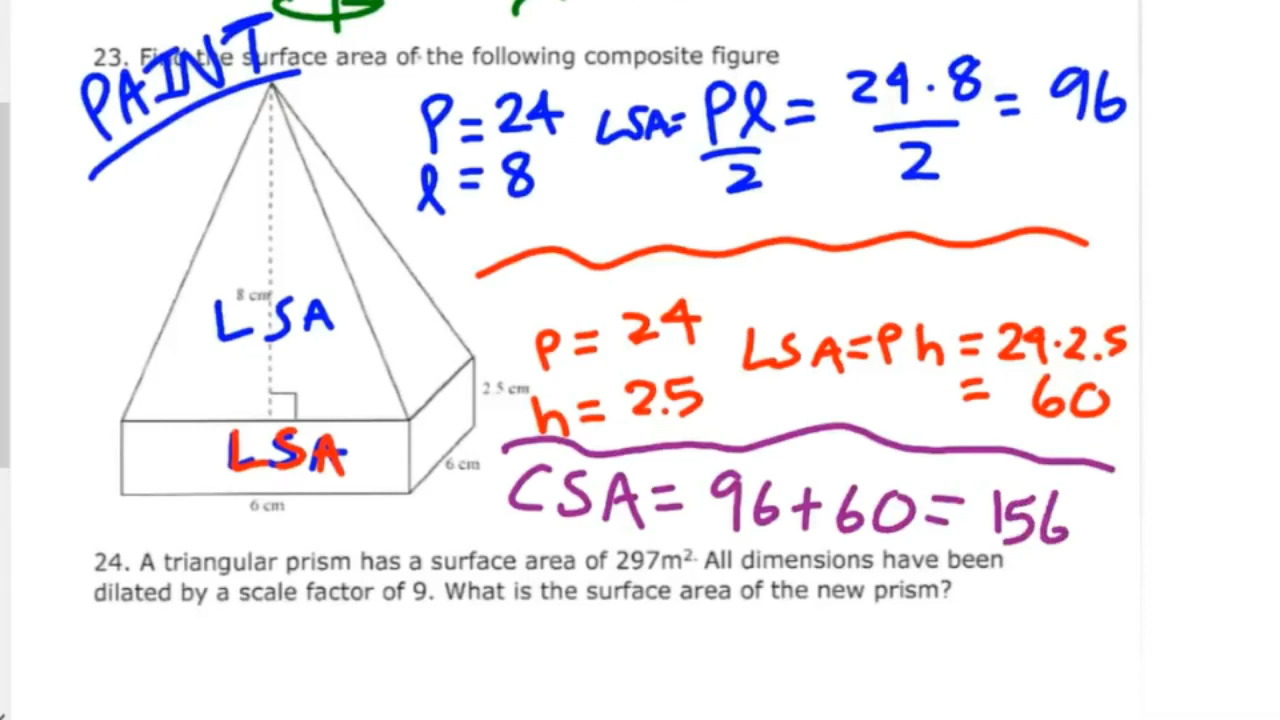 23. Find the surface area of the following composite figure
PAINT
P = 24
l = 8
LSA = Pl/2 = 24·8/2 = 96
8 cm
LSA
P = 24
h = 2.5
LSA = Ph = 24·2.5
= 60
2.5 cm
LSA
6 cm
6 cm
CSA = 96+60 = 156
24. A triangular prism has a surface area of 297m². All dimensions have been
dilated by a scale factor of 9. What is the surface area of the new prism?